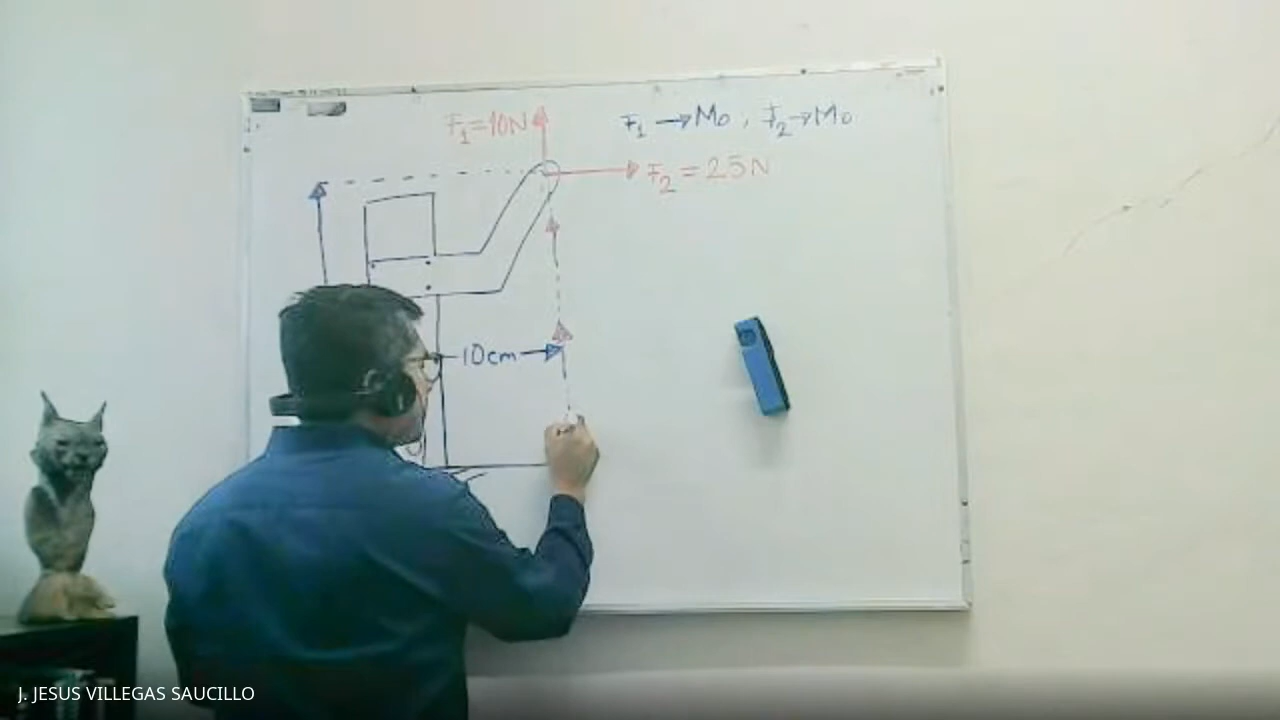 F₁=10N
F₁→Mo, F₂→Mo
F₂=25N
10cm
J. JESUS VILLEGAS SAUCILLO